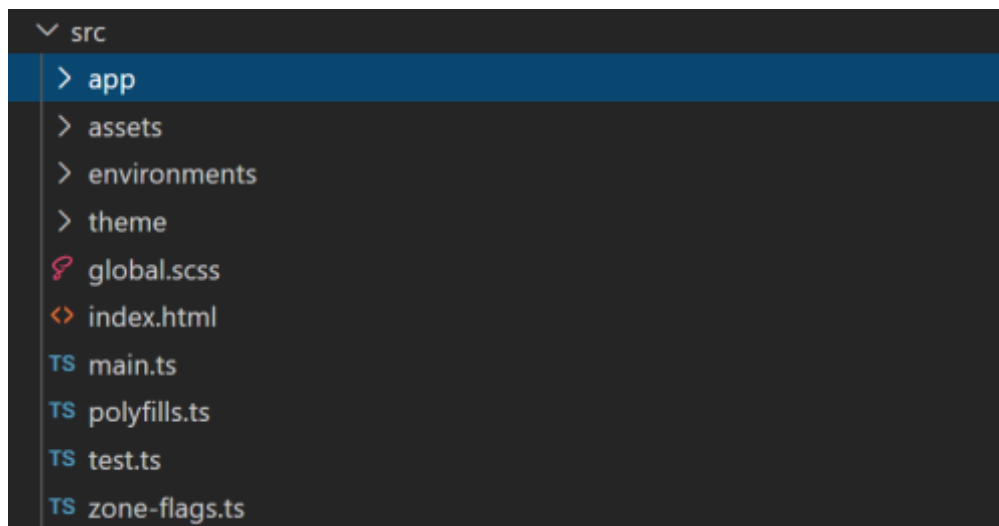 src
app
assets
environments
theme
global.scss
<> index.html
TS main.ts
TS polyfills.ts
TS test.ts
TS zone-flags.ts